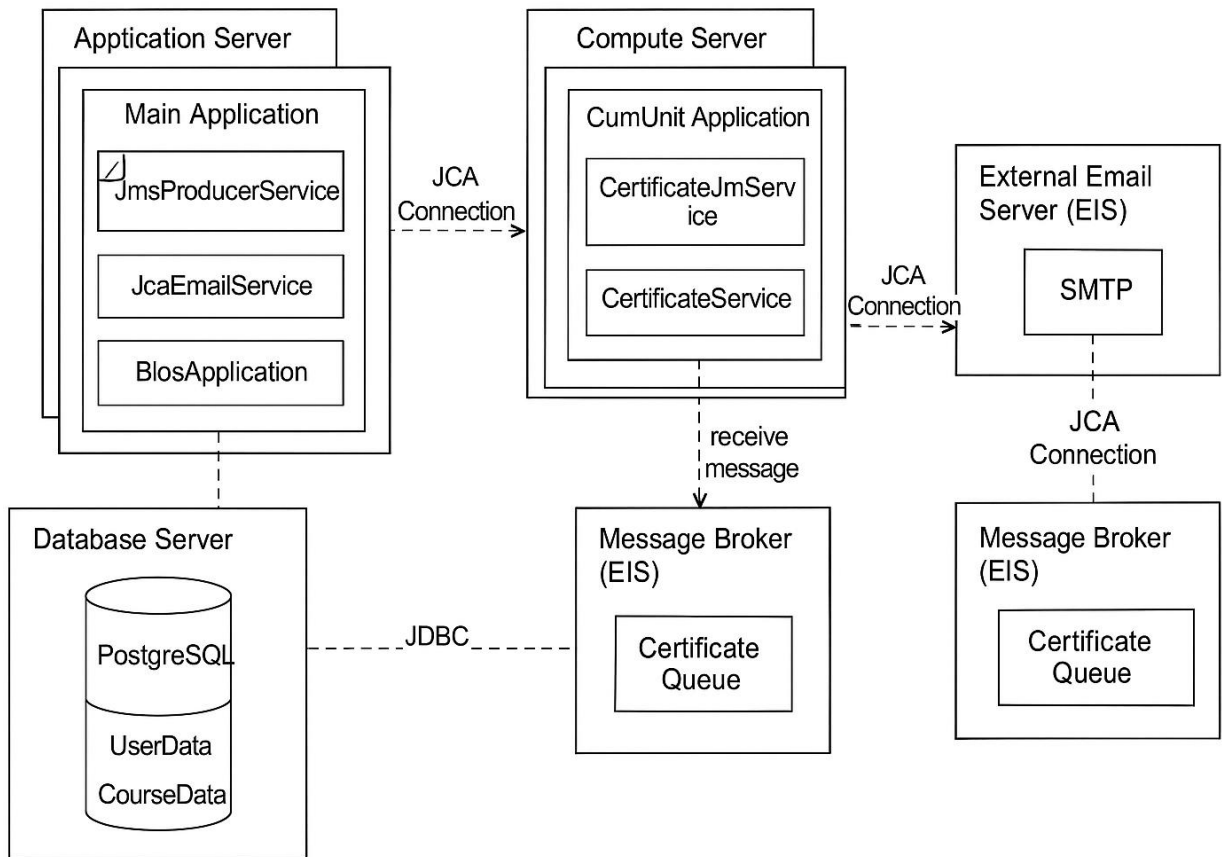 Apptication Server
Main Application
JmsProducerService
JcaEmailService
BlosApplication
JCA
Connection
Compute Server
CumUnit Application
CertificateJmServ
ice
CertificateService
JCA
Connection
External Email
Server (EIS)
SMTP
receive
message
JCA
Connection
Database Server
PostgreSQL
UserData
CourseData
JDBC
Message Broker
(EIS)
Certificate
Queue
Message Broker
(EIS)
Certificate
Queue